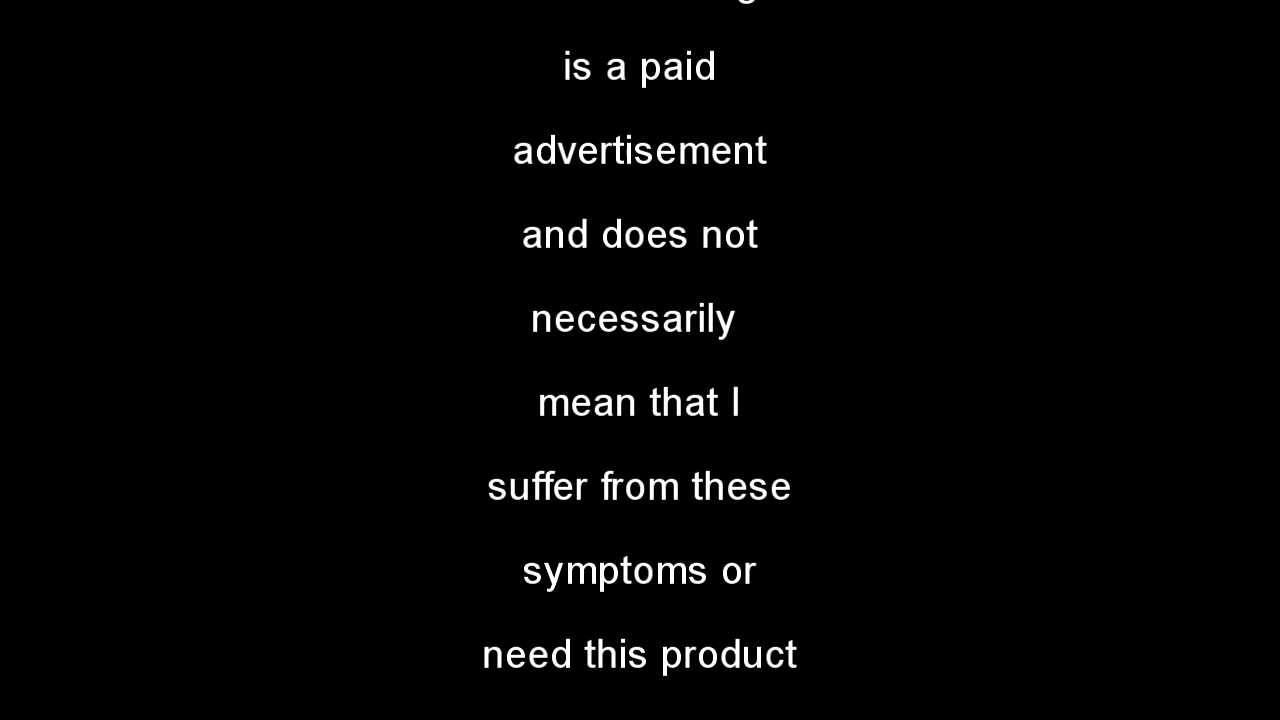 is a paid
advertisement
and does not
necessarily
mean that I
suffer from these
symptoms or
need this product